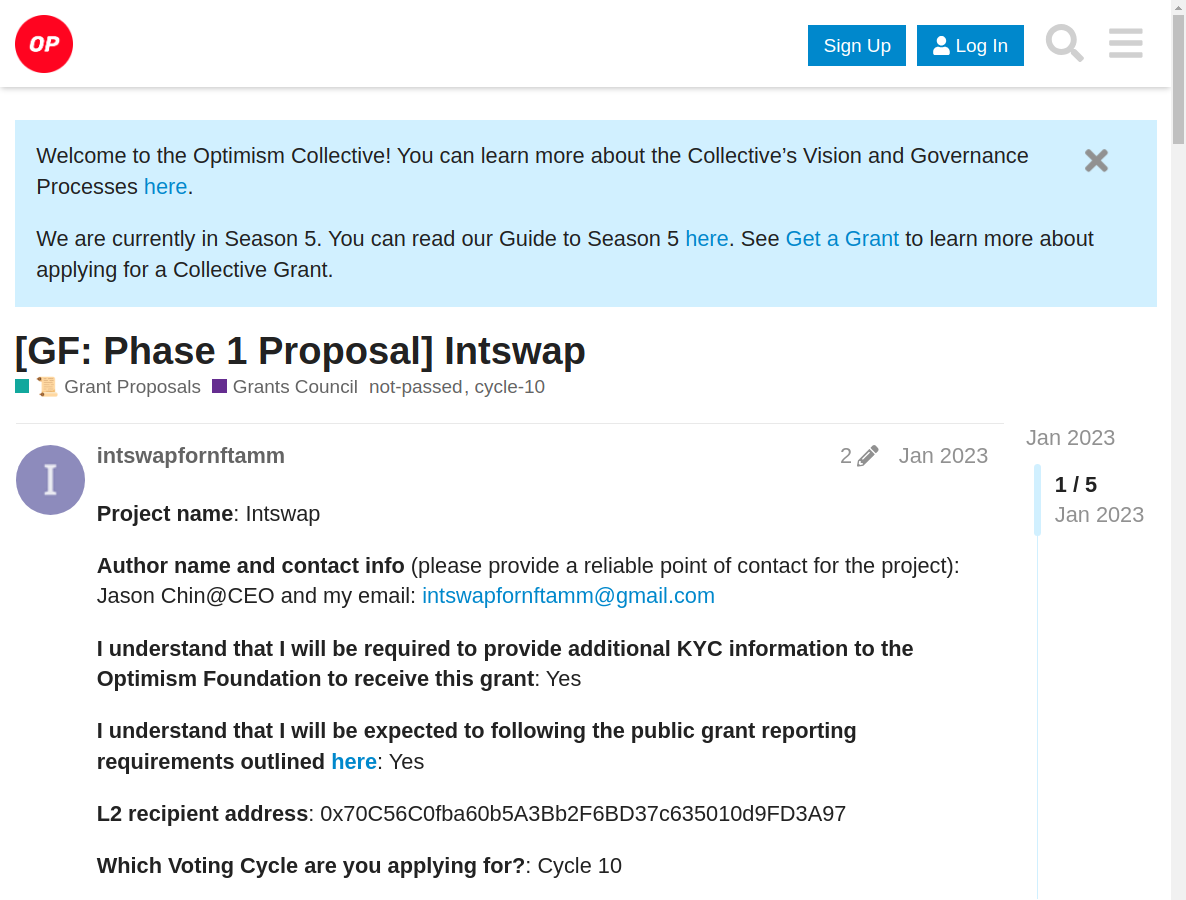 OP
Sign Up
Log In
Welcome to the Optimism Collective! You can learn more about the Collective’s Vision and Governance
Processes here.
We are currently in Season 5. You can read our Guide to Season 5 here. See Get a Grant to learn more about
applying for a Collective Grant.
[GF: Phase 1 Proposal] Intswap
📜 Grant Proposals Grants Council not-passed, cycle-10
I
intswapfornftamm
2 Jan 2023
Project name: Intswap
Author name and contact info (please provide a reliable point of contact for the project):
Jason Chin@CEO and my email: intswapfornftamm@gmail.com
I understand that I will be required to provide additional KYC information to the
Optimism Foundation to receive this grant: Yes
I understand that I will be expected to following the public grant reporting
requirements outlined here: Yes
L2 recipient address: 0x70C56C0fba60b5A3Bb2F6BD37c635010d9FD3A97
Which Voting Cycle are you applying for?: Cycle 10
Jan 2023
1 / 5
Jan 2023